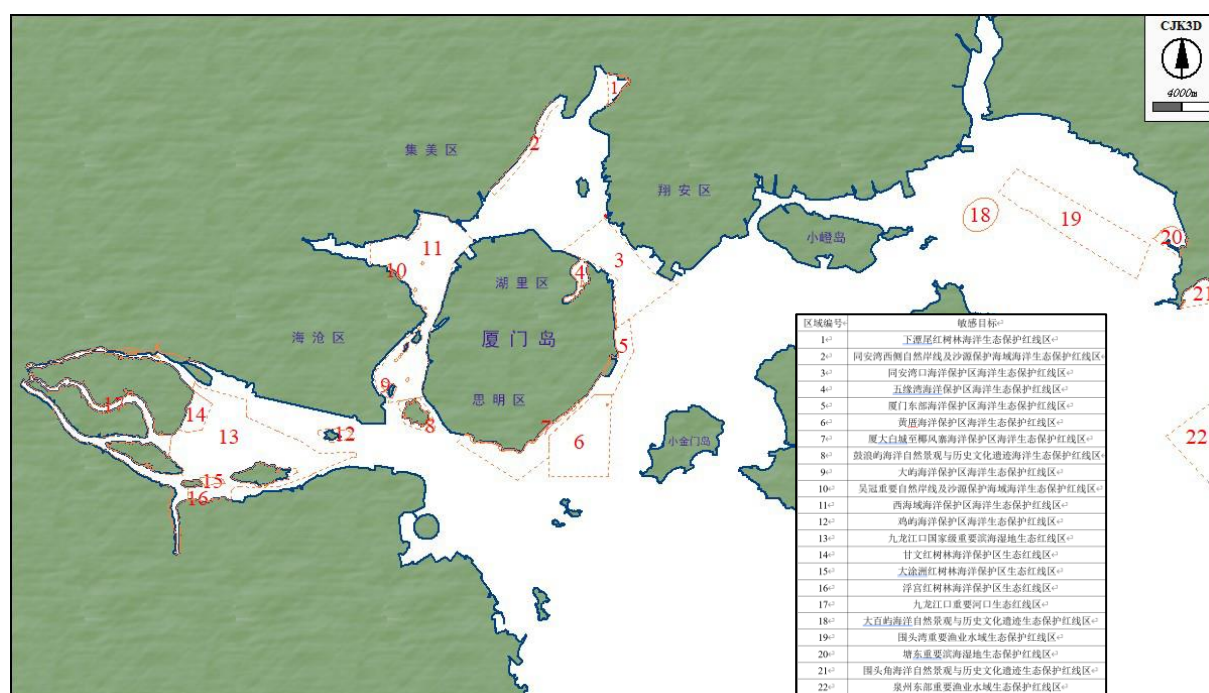 CJK3D
4000m
1
2
集美区
翔安区
18
19
20
小嶝岛
11
3
10
4
湖里区
21
海沧区
厦门岛
5
9
思明区
17
14
8
7
6
13
12
小金门岛
22
15
16
区域编号 敏感目标
1 下潭尾红树林海洋生态保护红线区
2 同安湾西侧自然岸线及沙源保护海域海洋生态保护红线区
3 同安湾口海洋保护区海洋生态保护红线区
4 五缘湾海洋保护区海洋生态保护红线区
5 厦门东部海洋保护区海洋生态保护红线区
6 黄厝海洋保护区海洋生态保护红线区
7 厦大白城至椰风寨海洋保护区海洋生态保护红线区
8 鼓浪屿海洋自然景观与历史文化遗迹海洋生态保护红线区
9 大屿海洋保护区海洋生态保护红线区
10 吴冠重要自然岸线及沙源保护海域海洋生态保护红线区
11 西海域海洋保护区海洋生态保护红线区
12 鸡屿海洋保护区海洋生态保护红线区
13 九龙江口国家级重要滨海湿地生态红线区
14 甘文红树林海洋保护区生态红线区
15 大涂洲红树林海洋保护区生态红线区
16 浮宫红树林海洋保护区生态红线区
17 九龙江口重要河口生态红线区
18 大百屿海洋自然景观与历史文化遗迹生态保护红线区
19 围头湾重要渔业水域生态保护红线区
20 塘东重要滨海湿地生态保护红线区
21 围头角海洋自然景观与历史文化遗迹生态保护红线区
22 泉州东部重要渔业水域生态保护红线区